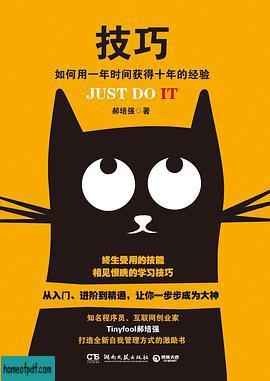 技巧
如何用一年时间获得十年的经验
JUST DO IT
郝培强◎著
终生受用的技能
相见恨晚的学习技巧
从入门、进阶到精通，让你一步步成为大神
知名程序员、互联网创业家
Tinyfool郝培强
打造全新自我管理方式的激励书
homeofpdf.com
湖南文艺出版社
博集天卷